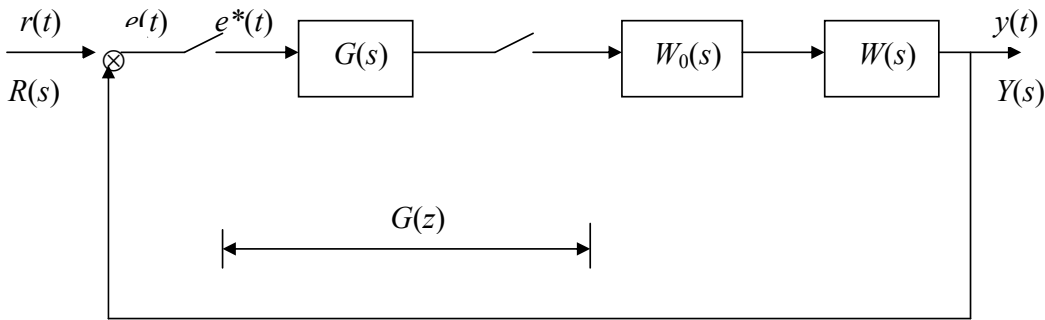 r(t) e(t) e*(t) y(t)
G(s) W₀(s) W(s)
R(s) Y(s)
G(z)